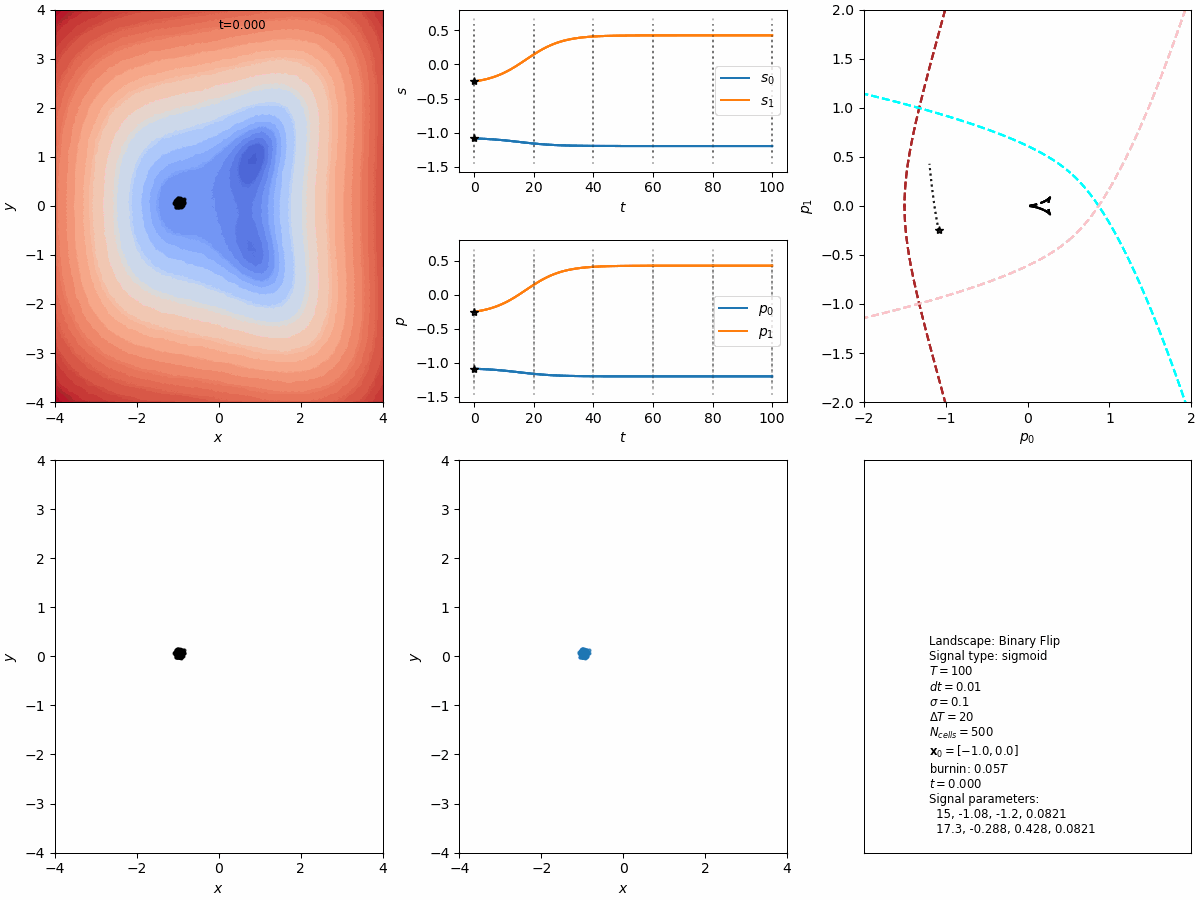 t=0.000
4
3
2
1
0
−1
−2
−3
−4
y
−4
−2
0
2
4
x
0.5
0.0
−0.5
−1.0
−1.5
s
s₀
s₁
0
20
40
60
80
100
t
0.5
0.0
−0.5
−1.0
−1.5
p
p₀
p₁
0
20
40
60
80
100
t
2.0
1.5
1.0
0.5
0.0
−0.5
−1.0
−1.5
−2.0
p₁
−2
−1
0
1
2
p₀
4
3
2
1
0
−1
−2
−3
−4
y
−4
−2
0
2
4
x
4
3
2
1
0
−1
−2
−3
−4
y
−4
−2
0
2
4
x
Landscape: Binary Flip
Signal type: sigmoid
T = 100
dt = 0.01
σ = 0.1
ΔT = 20
N_cells = 500
x₀ = [−1.0, 0.0]
burnin: 0.05T
t = 0.000
Signal parameters:
15, -1.08, -1.2, 0.0821
17.3, -0.288, 0.428, 0.0821